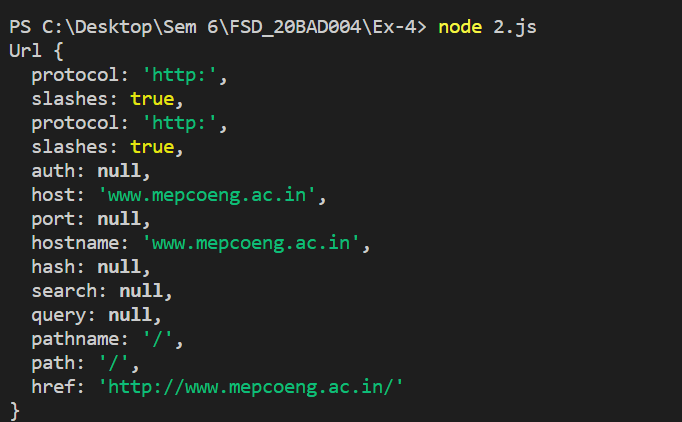 PS C:\Desktop\Sem 6\FSD_20BAD004\Ex-4> node 2.js
Url {
  protocol: 'http:',
  slashes: true,
  protocol: 'http:',
  slashes: true,
  auth: null,
  host: 'www.mepcoeng.ac.in',
  port: null,
  hostname: 'www.mepcoeng.ac.in',
  hash: null,
  search: null,
  query: null,
  pathname: '/',
  path: '/',
  href: 'http://www.mepcoeng.ac.in/'
}